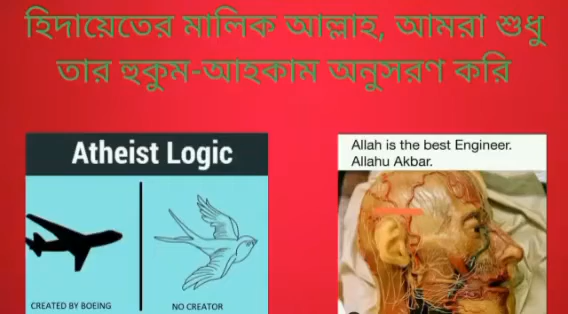 হিদায়েতের মালিক আল্লাহ, আমরা শুধু
তার হুকুম-আহকাম অনুসরণ করি
Atheist Logic
CREATED BY BOEING
NO CREATOR
Allah is the best Engineer.
Allahu Akbar.